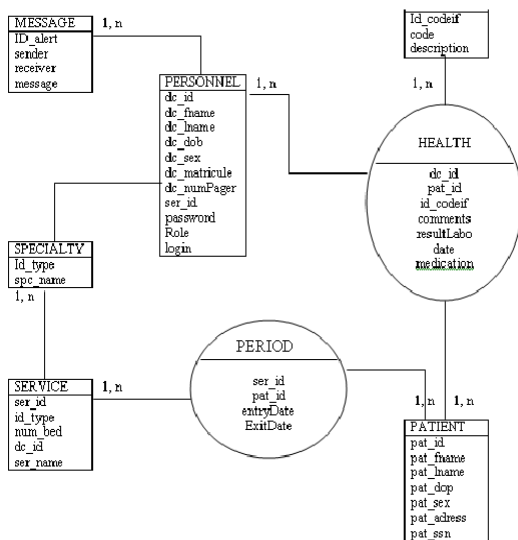 MESSAGE
ID_alert
sender
receiver
message
1, n
PERSONNEL
dc_id
dc_fname
dc_lname
dc_dob
dc_sex
dc_matricule
dc_numPager
ser_id
password
Role
login
1, n
Id_codeif
code
description
1, n
HEALTH
dc_id
pat_id
id_codeif
comments
resultLabo
date
medication
SPECIALTY
Id_type
spc_name
1, n
SERVICE
ser_id
id_type
num_bed
dc_id
ser_name
1, n
PERIOD
ser_id
pat_id
entryDate
ExitDate
1, n
1, n
PATIENT
pat_id
pat_fname
pat_lname
pat_dop
pat_sex
pat_adress
pat_ssn